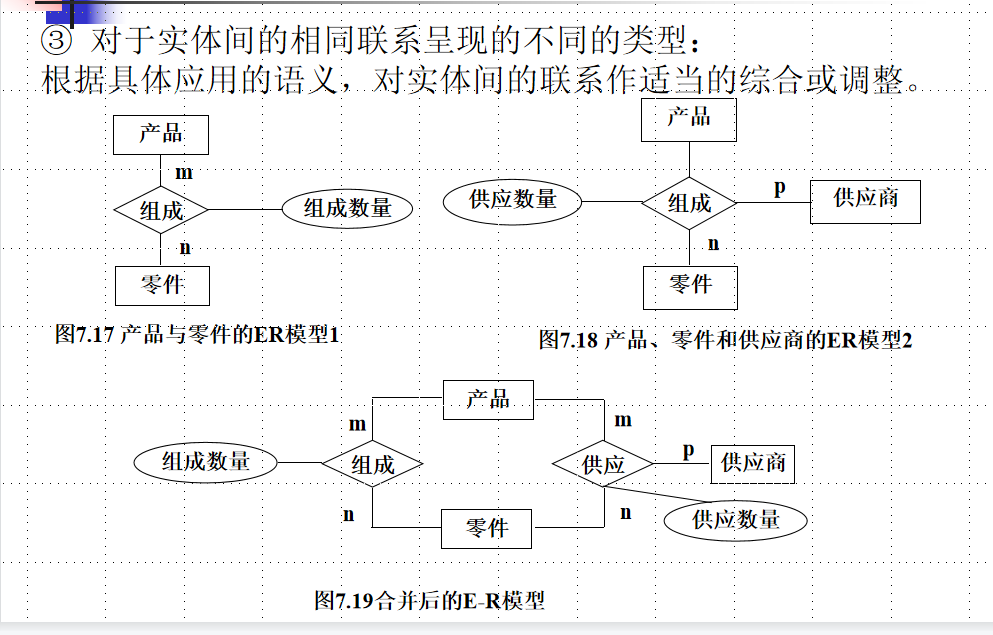 ③ 对于实体间的相同联系呈现的不同的类型：
根据具体应用的语义，对实体间的联系作适当的综合或调整。
产品
m
组成
组成数量
n
零件
图7.17 产品与零件的ER模型1
产品
供应数量
组成
p
供应商
n
零件
图7.18 产品、零件和供应商的ER模型2
产品
m
m
组成数量
组成
供应
p
供应商
n
n
供应数量
零件
图7.19合并后的E-R模型